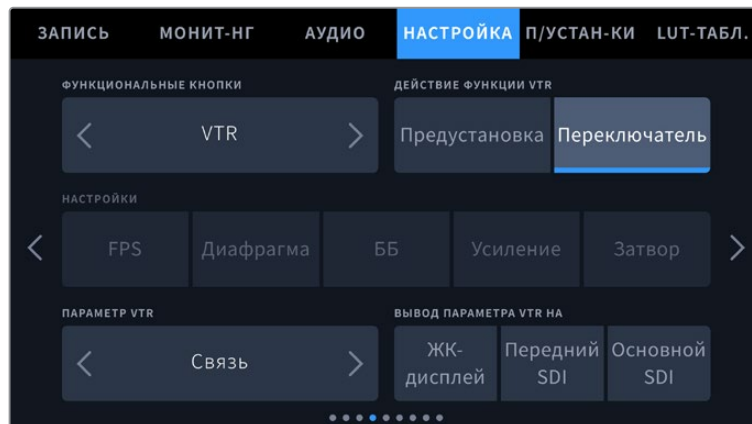 ЗАПИСЬ МОНИТ-НГ АУДИО НАСТРОЙКА П/УСТАН-КИ LUT-ТАБЛ.
ФУНКЦИОНАЛЬНЫЕ КНОПКИ ДЕЙСТВИЕ ФУНКЦИИ VTR
VTR Предустановка Переключатель
НАСТРОЙКИ
FPS Диафрагма ББ Усиление Затвор
ПАРАМЕТР VTR ВЫВОД ПАРАМЕТРА VTR НА
Связь ЖК-
дисплей Передний
SDI Основной
SDI